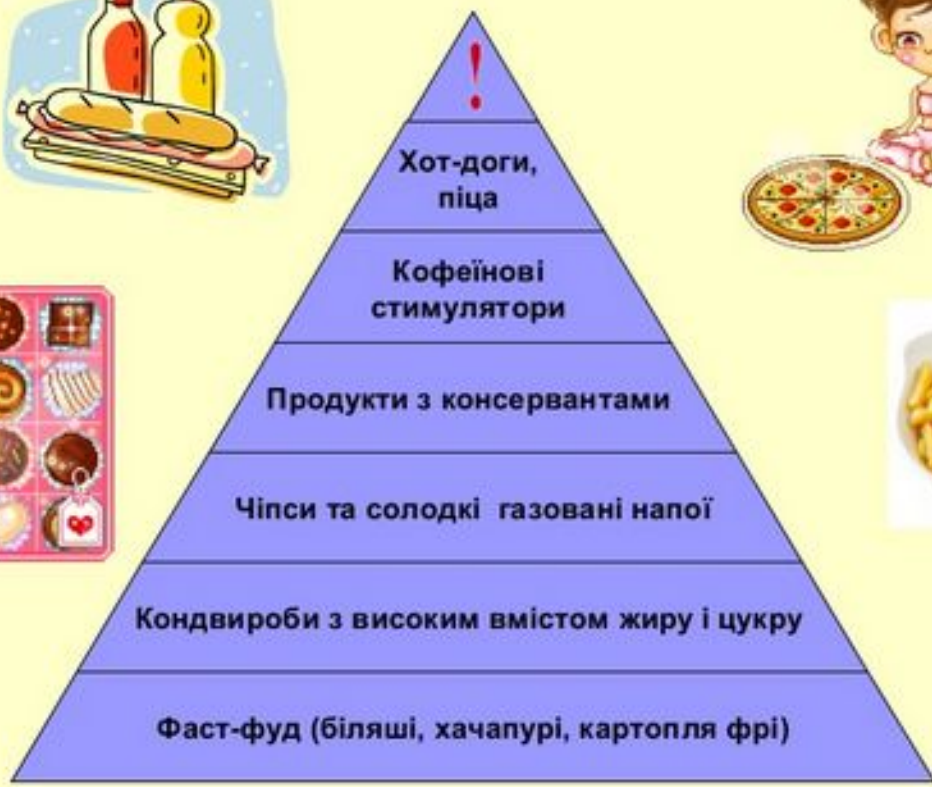 !
Хот-доги,
піца
Кофеїнові
стимулятори
Продукти з консервантами
Чіпси та солодкі газовані напої
Кондвироби з високим вмістом жиру і цукру
Фаст-фуд (біляші, хачапурі, картопля фрі)